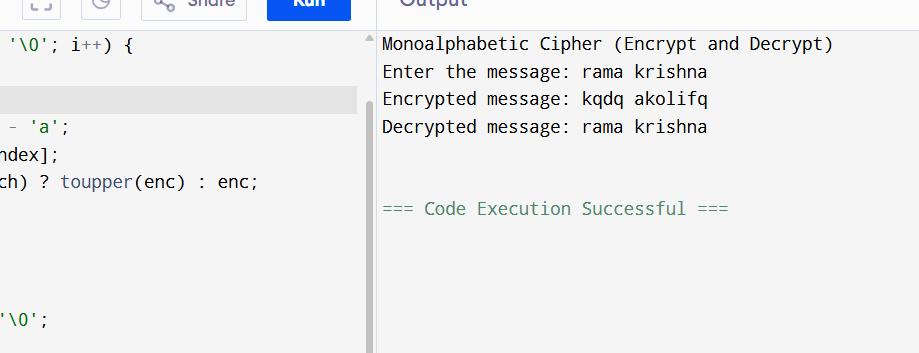 Share
Run
Output
'\0'; i++) {
- 'a';
ndex];
ch) ? toupper(enc) : enc;
'\0';
Monoalphabetic Cipher (Encrypt and Decrypt)
Enter the message: rama krishna
Encrypted message: kqdq akolifq
Decrypted message: rama krishna
=== Code Execution Successful ===